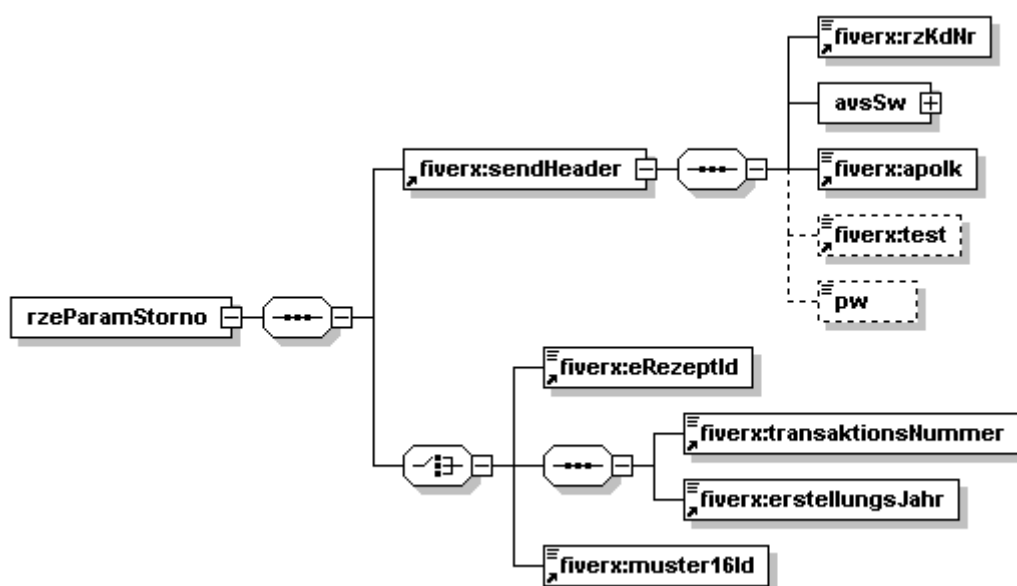 fiverx:rzKdNr
avsSw
fiverx:sendHeader
fiverx:apoIk
fiverx:test
rzeParamStorno
pw
fiverx:eRezeptId
fiverx:transaktionsNummer
fiverx:erstellungsJahr
fiverx:muster16Id